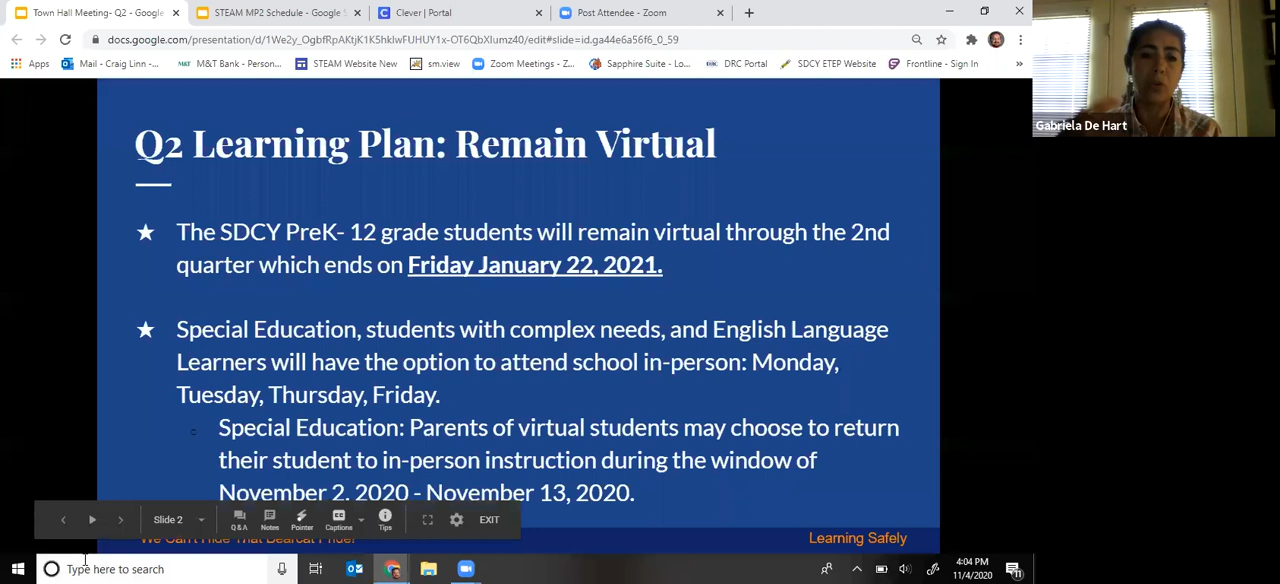 Town Hall Meeting- Q2 - Google
STEAM MP2 Schedule - Google S
Clever | Portal
Post Attendee - Zoom
docs.google.com/presentation/d/1We2y_OgbfRpAKtjK1K5hkIwFUHUY1x-OT6QbXIumz40/edit#slide=id.ga44e6a56f6_0_59
Apps
Mail - Craig Linn -...
M&T Bank - Person...
STEAM Website New
sm.view
Zoom Meetings - Z...
Sapphire Suite - Lo...
DRC Portal
SDCY ETEP Website
Frontline - Sign In
Gabriela De Hart
Q2 Learning Plan: Remain Virtual
★ The SDCY PreK- 12 grade students will remain virtual through the 2nd
quarter which ends on Friday January 22, 2021.
★ Special Education, students with complex needs, and English Language
Learners will have the option to attend school in-person: Monday,
Tuesday, Thursday, Friday.
○ Special Education: Parents of virtual students may choose to return
their student to in-person instruction during the window of
November 2, 2020 - November 13, 2020.
Slide 2
Q&A
Notes
Pointer
Captions
Tips
EXIT
We Can't Hide That Bearcat Pride!
Learning Safely
Type here to search
4:04 PM
11/4/2020